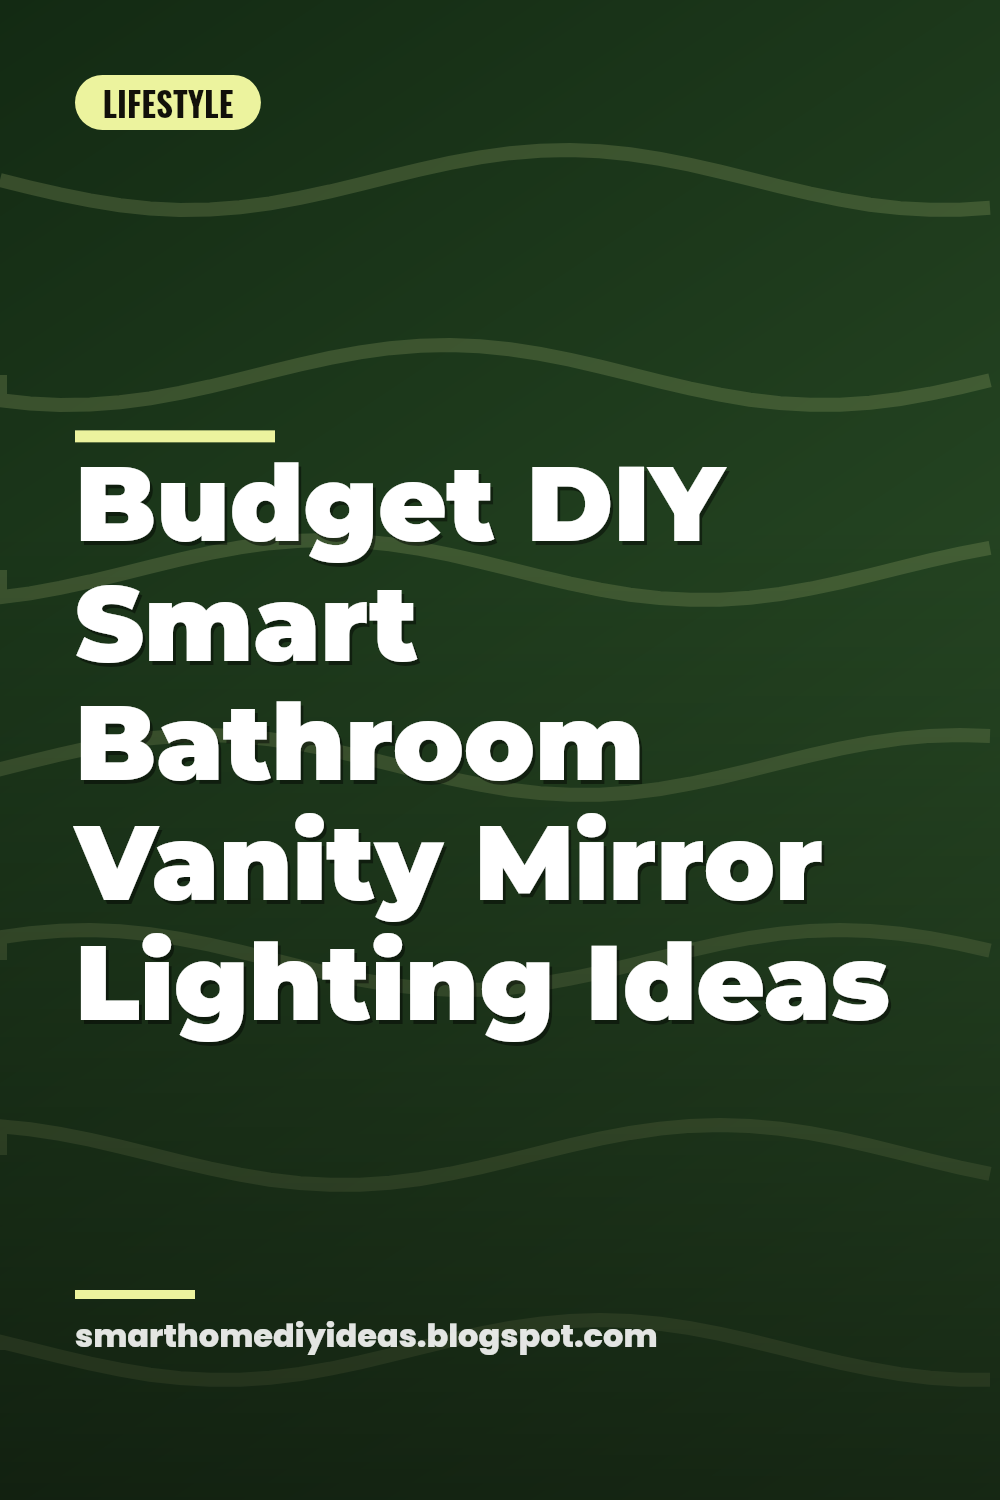 LIFESTYLE
Budget DIY
Smart
Bathroom
Vanity Mirror
Lighting Ideas
smarthomediyideas.blogspot.com